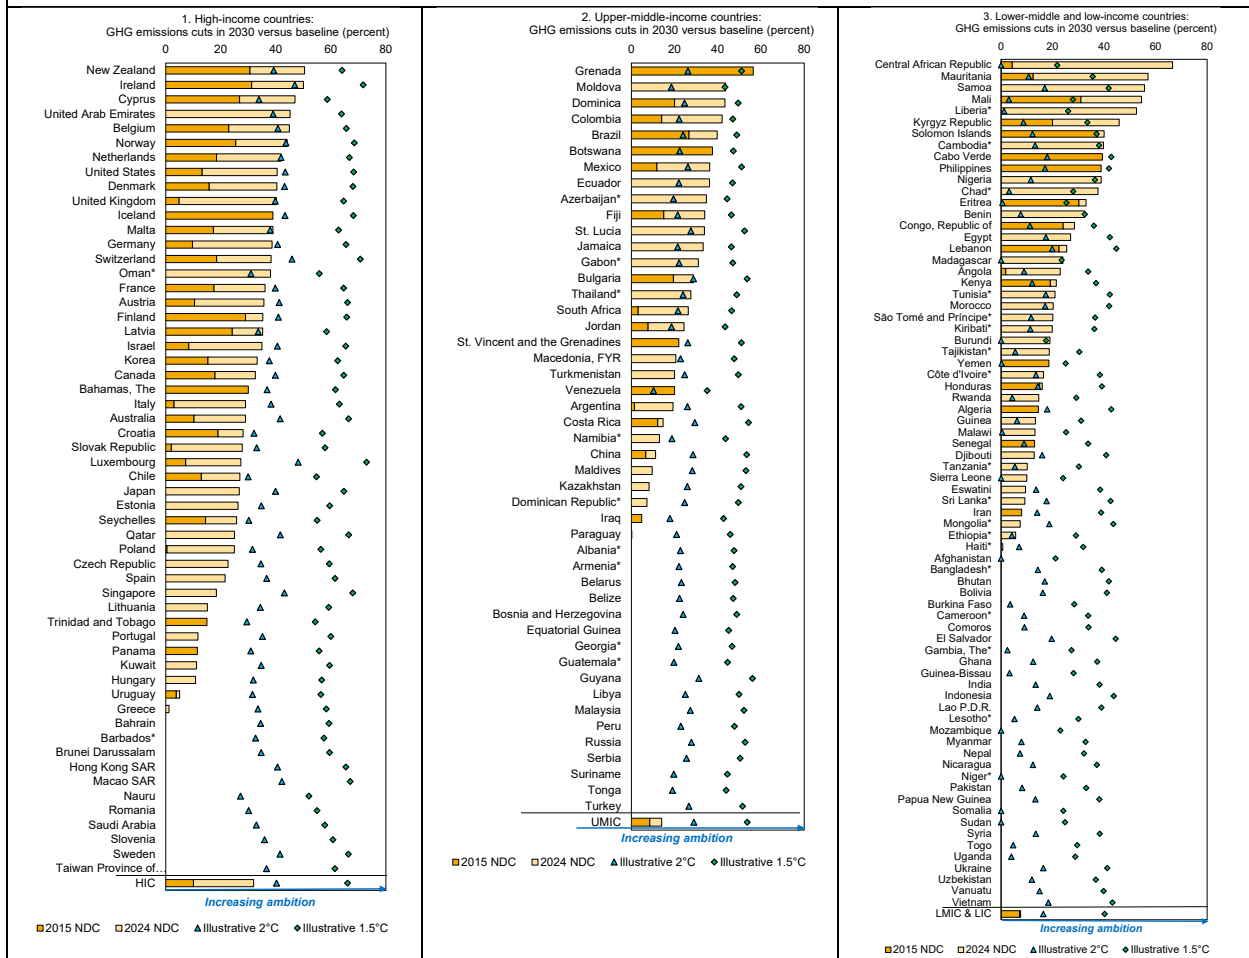 1. High-income countries:
GHG emissions cuts in 2030 versus baseline (percent)
0 20 40 60 80
New Zealand
Ireland
Cyprus
United Arab Emirates
Belgium
Norway
Netherlands
United States
Denmark
United Kingdom
Iceland
Malta
Germany
Switzerland
Oman*
France
Austria
Finland
Latvia
Israel
Korea
Canada
Bahamas, The
Italy
Australia
Croatia
Slovak Republic
Luxembourg
Chile
Japan
Estonia
Seychelles
Qatar
Poland
Czech Republic
Spain
Singapore
Lithuania
Trinidad and Tobago
Portugal
Panama
Kuwait
Hungary
Uruguay
Greece
Bahrain
Barbados*
Brunei Darussalam
Hong Kong SAR
Macao SAR
Nauru
Romania
Saudi Arabia
Slovenia
Sweden
Taiwan Province of…
HIC
Increasing ambition
2015 NDC 2024 NDC Illustrative 2°C Illustrative 1.5°C
2. Upper-middle-income countries:
GHG emissions cuts in 2030 versus baseline (percent)
0 20 40 60 80
Grenada
Moldova
Dominica
Colombia
Brazil
Botswana
Mexico
Ecuador
Azerbaijan*
Fiji
St. Lucia
Jamaica
Gabon*
Bulgaria
Thailand*
South Africa
Jordan
St. Vincent and the Grenadines
Macedonia, FYR
Turkmenistan
Venezuela
Argentina
Costa Rica
Namibia*
China
Maldives
Kazakhstan
Dominican Republic*
Iraq
Paraguay
Albania*
Armenia*
Belarus
Belize
Bosnia and Herzegovina
Equatorial Guinea
Georgia*
Guatemala*
Guyana
Libya
Malaysia
Peru
Russia
Serbia
Suriname
Tonga
Turkey
UMIC
Increasing ambition
2015 NDC 2024 NDC Illustrative 2°C Illustrative 1.5°C
3. Lower-middle and low-income countries:
GHG emissions cuts in 2030 versus baseline (percent)
0 20 40 60 80
Central African Republic
Mauritania
Samoa
Mali
Liberia*
Kyrgyz Republic
Solomon Islands
Cambodia*
Cabo Verde
Philippines
Nigeria
Chad*
Eritrea
Benin
Congo, Republic of
Egypt
Lebanon
Madagascar
Angola
Kenya
Tunisia*
Morocco
São Tomé and Príncipe*
Kiribati*
Burundi
Tajikistan*
Yemen
Côte d'Ivoire*
Honduras
Rwanda
Algeria
Guinea
Malawi
Senegal
Djibouti
Tanzania*
Sierra Leone
Eswatini
Sri Lanka*
Iran
Mongolia*
Ethiopia*
Haiti*
Afghanistan
Bangladesh*
Bhutan
Bolivia
Burkina Faso
Cameroon*
Comoros
El Salvador
Gambia, The*
Ghana
Guinea-Bissau
India
Indonesia
Lao P.D.R.
Lesotho*
Mozambique
Myanmar
Nepal
Nicaragua
Niger*
Pakistan
Papua New Guinea
Somalia
Sudan
Syria
Togo
Uganda
Ukraine
Uzbekistan
Vanuatu
Vietnam
LMIC & LIC
Increasing ambition
2015 NDC 2024 NDC Illustrative 2°C Illustrative 1.5°C